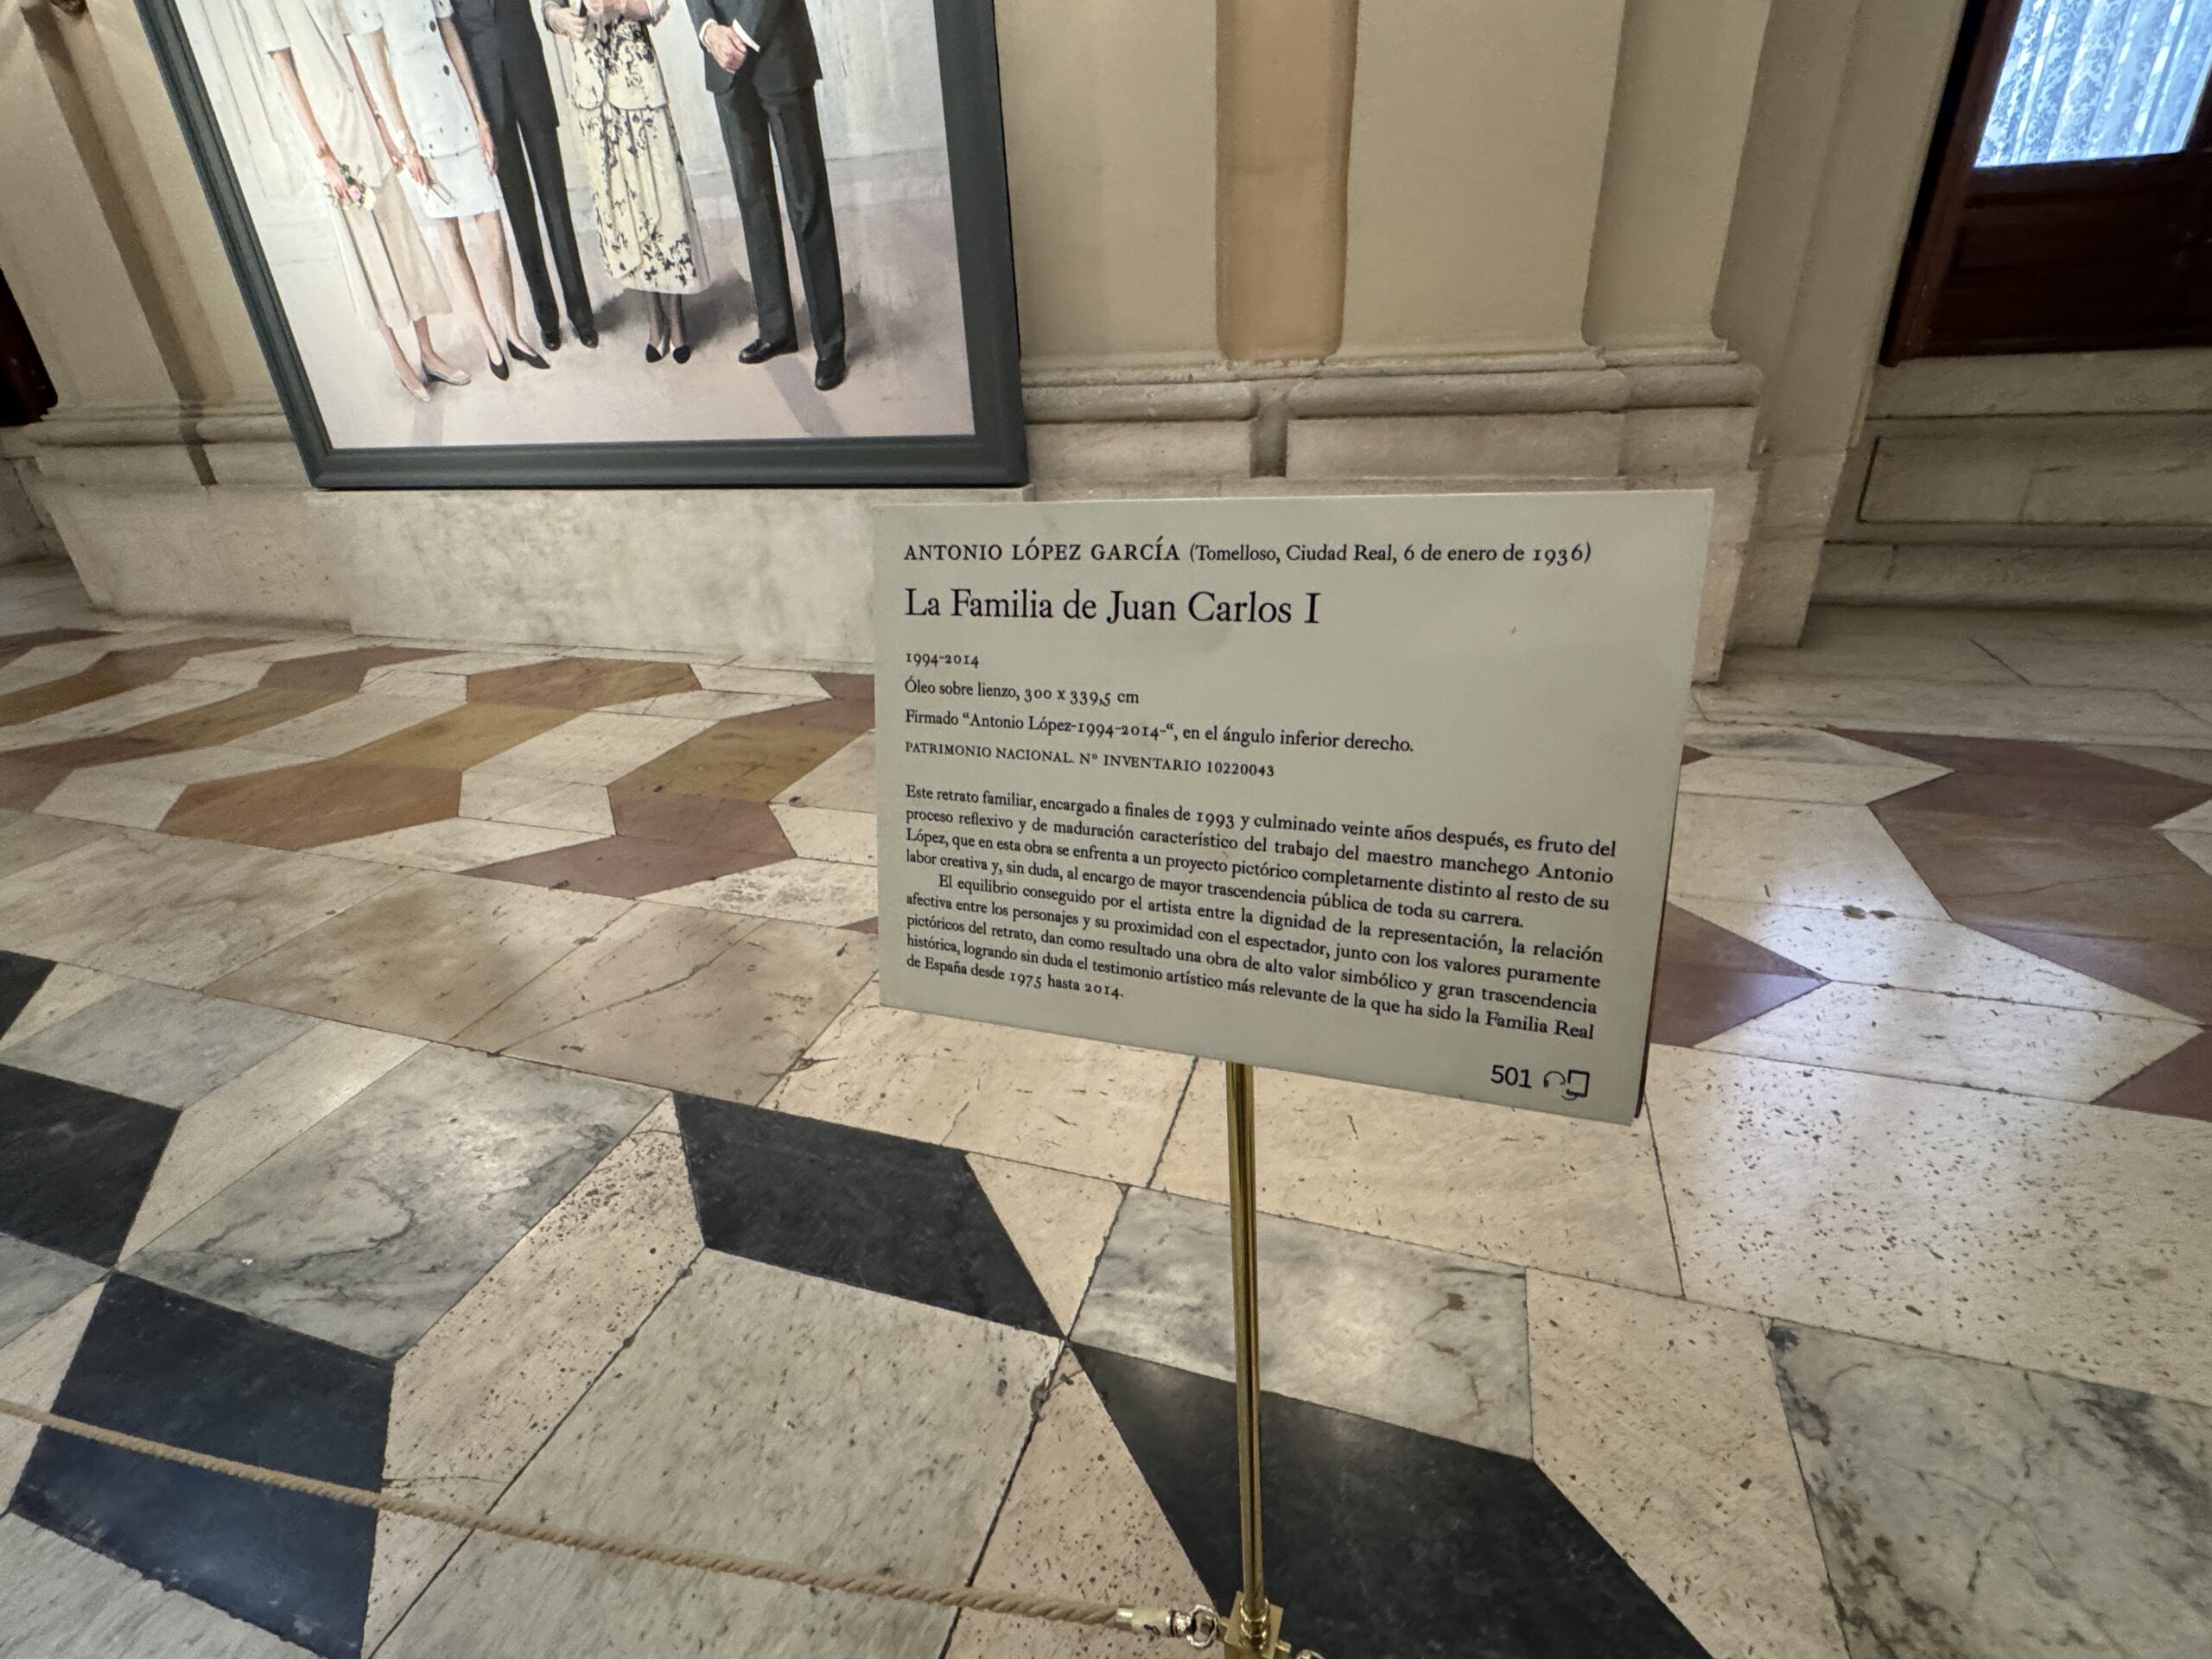 ANTONIO LÓPEZ GARCÍA (Tomelloso, Ciudad Real, 6 de enero de 1936)
La Familia de Juan Carlos I
1994-2014
Óleo sobre lienzo, 300 x 339,5 cm
Firmado “Antonio López-1994-2014-“, en el ángulo inferior derecho.
PATRIMONIO NACIONAL. Nº INVENTARIO 10220043
Este retrato familiar, encargado a finales de 1993 y culminado veinte años después, es fruto del
proceso reflexivo y de maduración característico del trabajo del maestro manchego Antonio
López, que en esta obra se enfrenta a un proyecto pictórico completamente distinto al resto de su
labor creativa y, sin duda, al encargo de mayor trascendencia pública de toda su carrera.
El equilibrio conseguido por el artista entre la dignidad de la representación, la relación
afectiva entre los personajes y su proximidad con el espectador, junto con los valores puramente
pictóricos del retrato, dan como resultado una obra de alto valor simbólico y gran trascendencia
histórica, logrando sin duda el testimonio artístico más relevante de la que ha sido la Familia Real
de España desde 1975 hasta 2014.
501